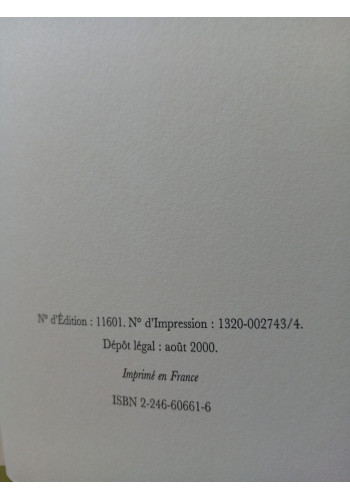 N° d'Édition : 11601. N° d'Impression : 1320-002743/4.
Dépôt légal : août 2000.
Imprimé en France
ISBN 2-246-60661-6